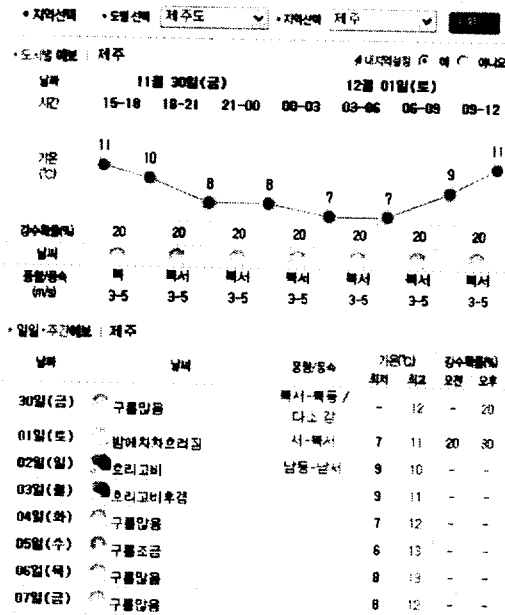 지역선택 • 도별선택 제주도 • 지역선택 제주
• 도시별 예보 | 제주 내지역설정 예 아니오
날짜 11월 30일(금) 12월 01일(토)
시간 15-18 18-21 21-00 00-03 03-06 06-09 09-12
기온 (℃) 11 10 8 8 7 7 9 11
강수확률(%) 20 20 20 20 20 20 20
날씨
풍향/풍속 (m/s) 북 북서 북서 북서 북서 북서 북서
3-5 3-5 3-5 3-5 3-5 3-5 3-5
• 일일·주간예보 | 제주
날짜 날씨 풍향/풍속 기온(℃) 강수확률(%)
최저 최고 오전 오후
30일(금) 구름많음 북서-북동 / 다소 강 - 12 - 20
01일(토) 밤에차차흐려짐 서-북서 7 11 20 30
02일(일) 흐리고비 남동-남서 9 10 - -
03일(월) 흐리고비후갬 9 11 - -
04일(화) 구름많음 7 12 - -
05일(수) 구름조금 6 13 - -
06일(목) 구름많음 8 13 - -
07일(금) 구름많음 8 12 - -